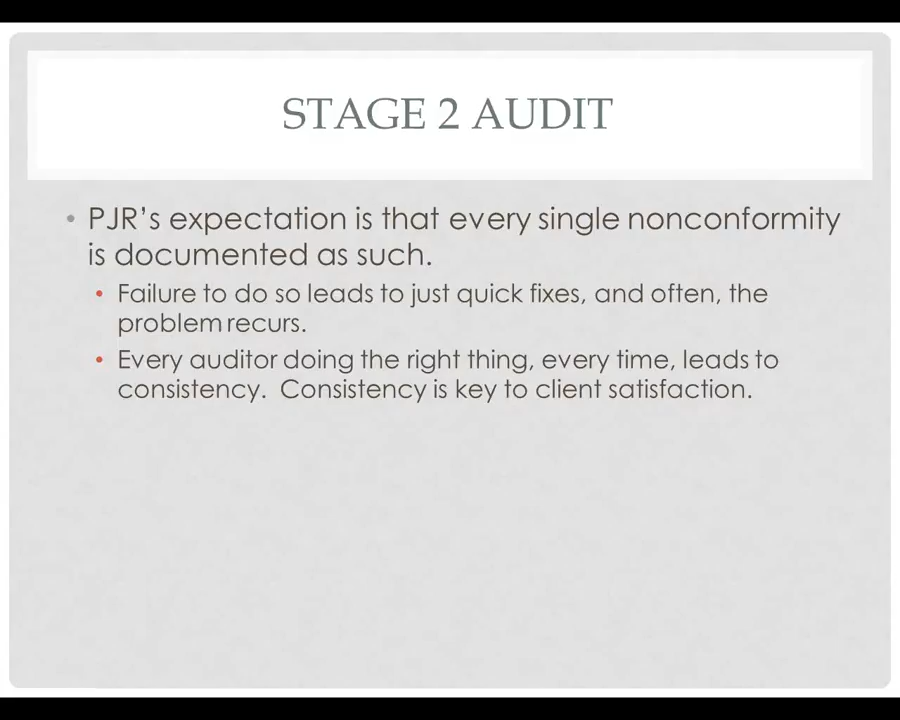 STAGE 2 AUDIT
• PJR’s expectation is that every single nonconformity
is documented as such.
• Failure to do so leads to just quick fixes, and often, the
problem recurs.
• Every auditor doing the right thing, every time, leads to
consistency.  Consistency is key to client satisfaction.